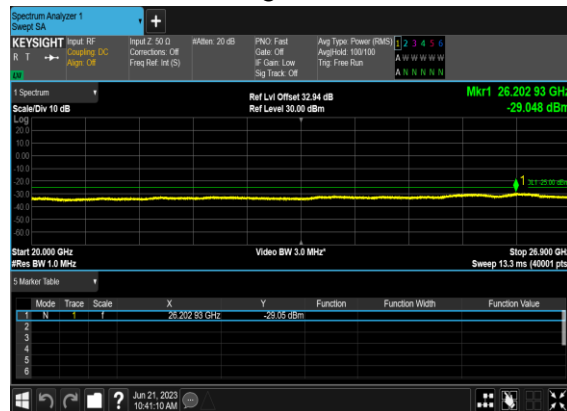 Spectrum Analyzer 1
Swept SA
KEYSIGHT Input: RF Input Z: 50 Ω #Atten: 20 dB PNO: Fast Avg Type: Power (RMS) 1 2 3 4 5 6
R T Coupling: DC Corrections: Off Gate: Off Avg|Hold: 100/100 A W W W W W
Align: Off Freq Ref: Int (S) IF Gain: Low Trig: Free Run
Sig Track: Off A N N N N N
1 Spectrum Ref Lvl Offset 32.94 dB Mkr1 26.202 93 GHz
Scale/Div 10 dB Ref Level 30.00 dBm -29.048 dBm
Log
20.0
10.0
0.00
-10.0
-20.0
1
-30.0
-40.0
-50.0
-60.0
Start 20.000 GHz Video BW 3.0 MHz* Stop 26.900 GHz
#Res BW 1.0 MHz Sweep 13.3 ms (40001 pts)
5 Marker Table
Mode Trace Scale X Y Function Function Width Function Value
1 N 1 f 26.202 93 GHz -29.05 dBm
2
3
4
5
6
? Jun 21, 2023
10:41:10 AM